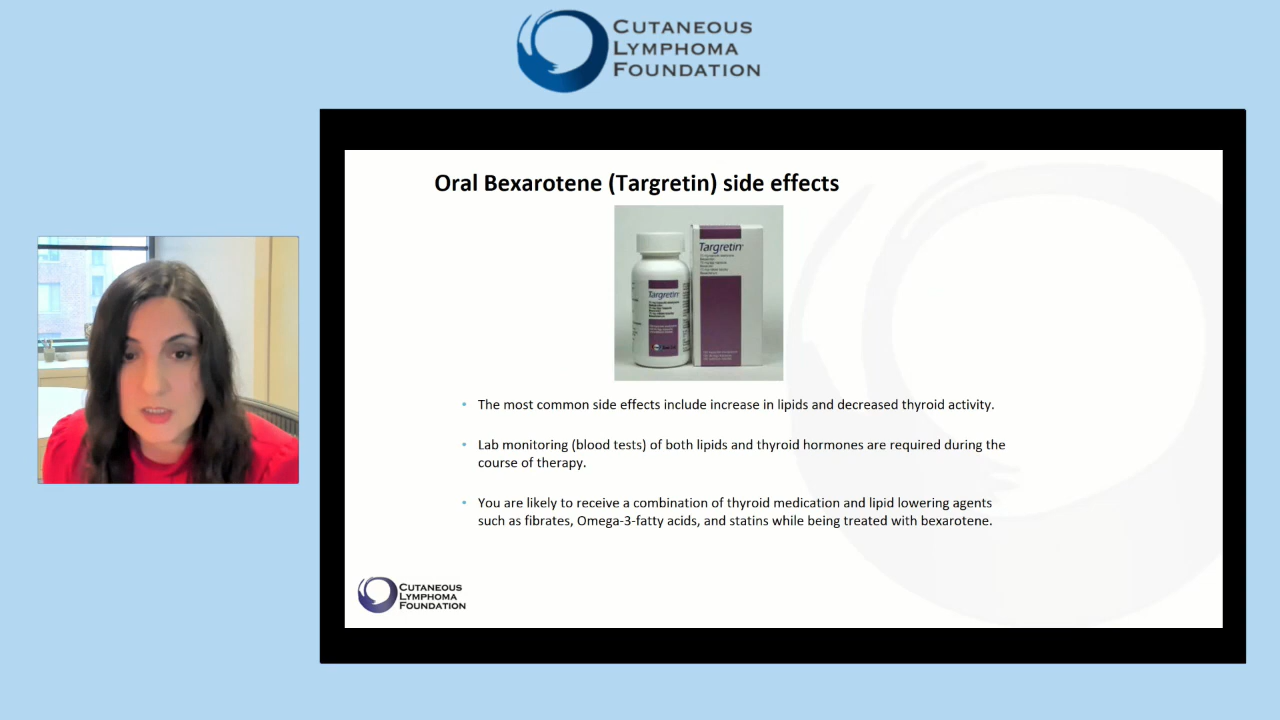 CUTANEOUS
LYMPHOMA
FOUNDATION
Oral Bexarotene (Targretin) side effects
Targretin
Targretin
• The most common side effects include increase in lipids and decreased thyroid activity.
• Lab monitoring (blood tests) of both lipids and thyroid hormones are required during the
course of therapy.
• You are likely to receive a combination of thyroid medication and lipid lowering agents
such as fibrates, Omega-3-fatty acids, and statins while being treated with bexarotene.
CUTANEOUS
LYMPHOMA
FOUNDATION